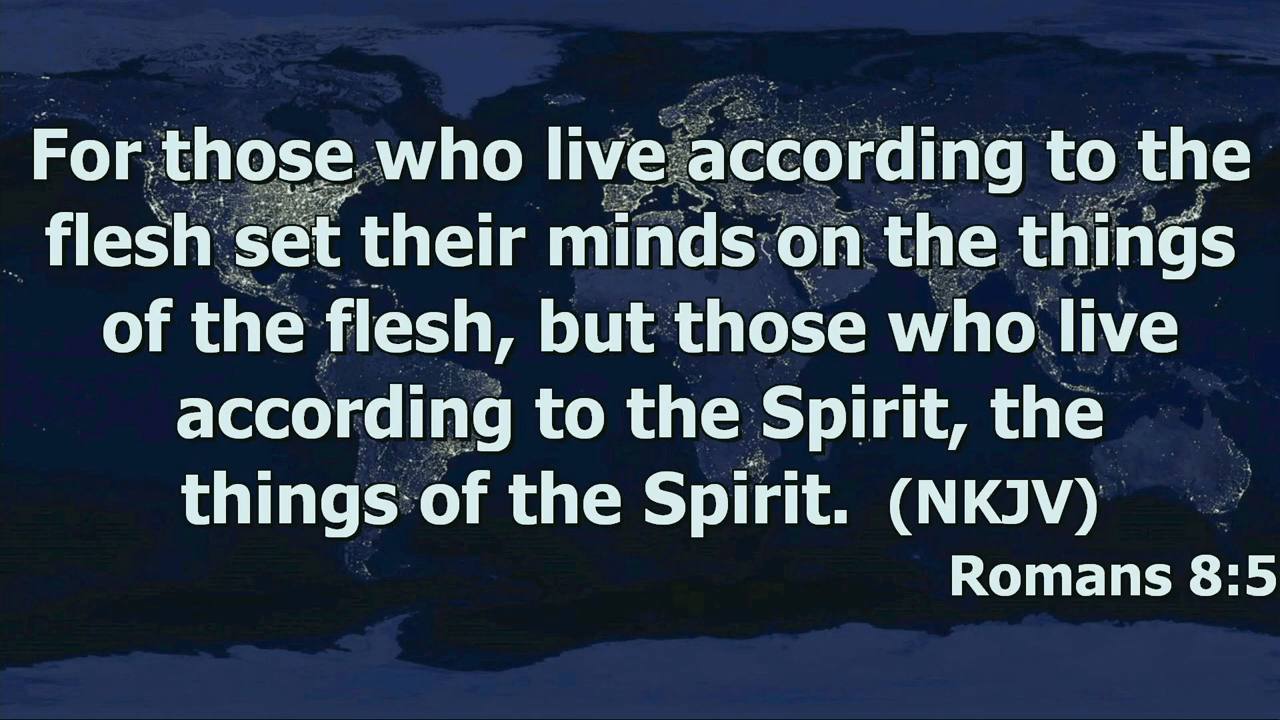 For those who live according to the
flesh set their minds on the things
of the flesh, but those who live
according to the Spirit, the
things of the Spirit. (NKJV)
Romans 8:5